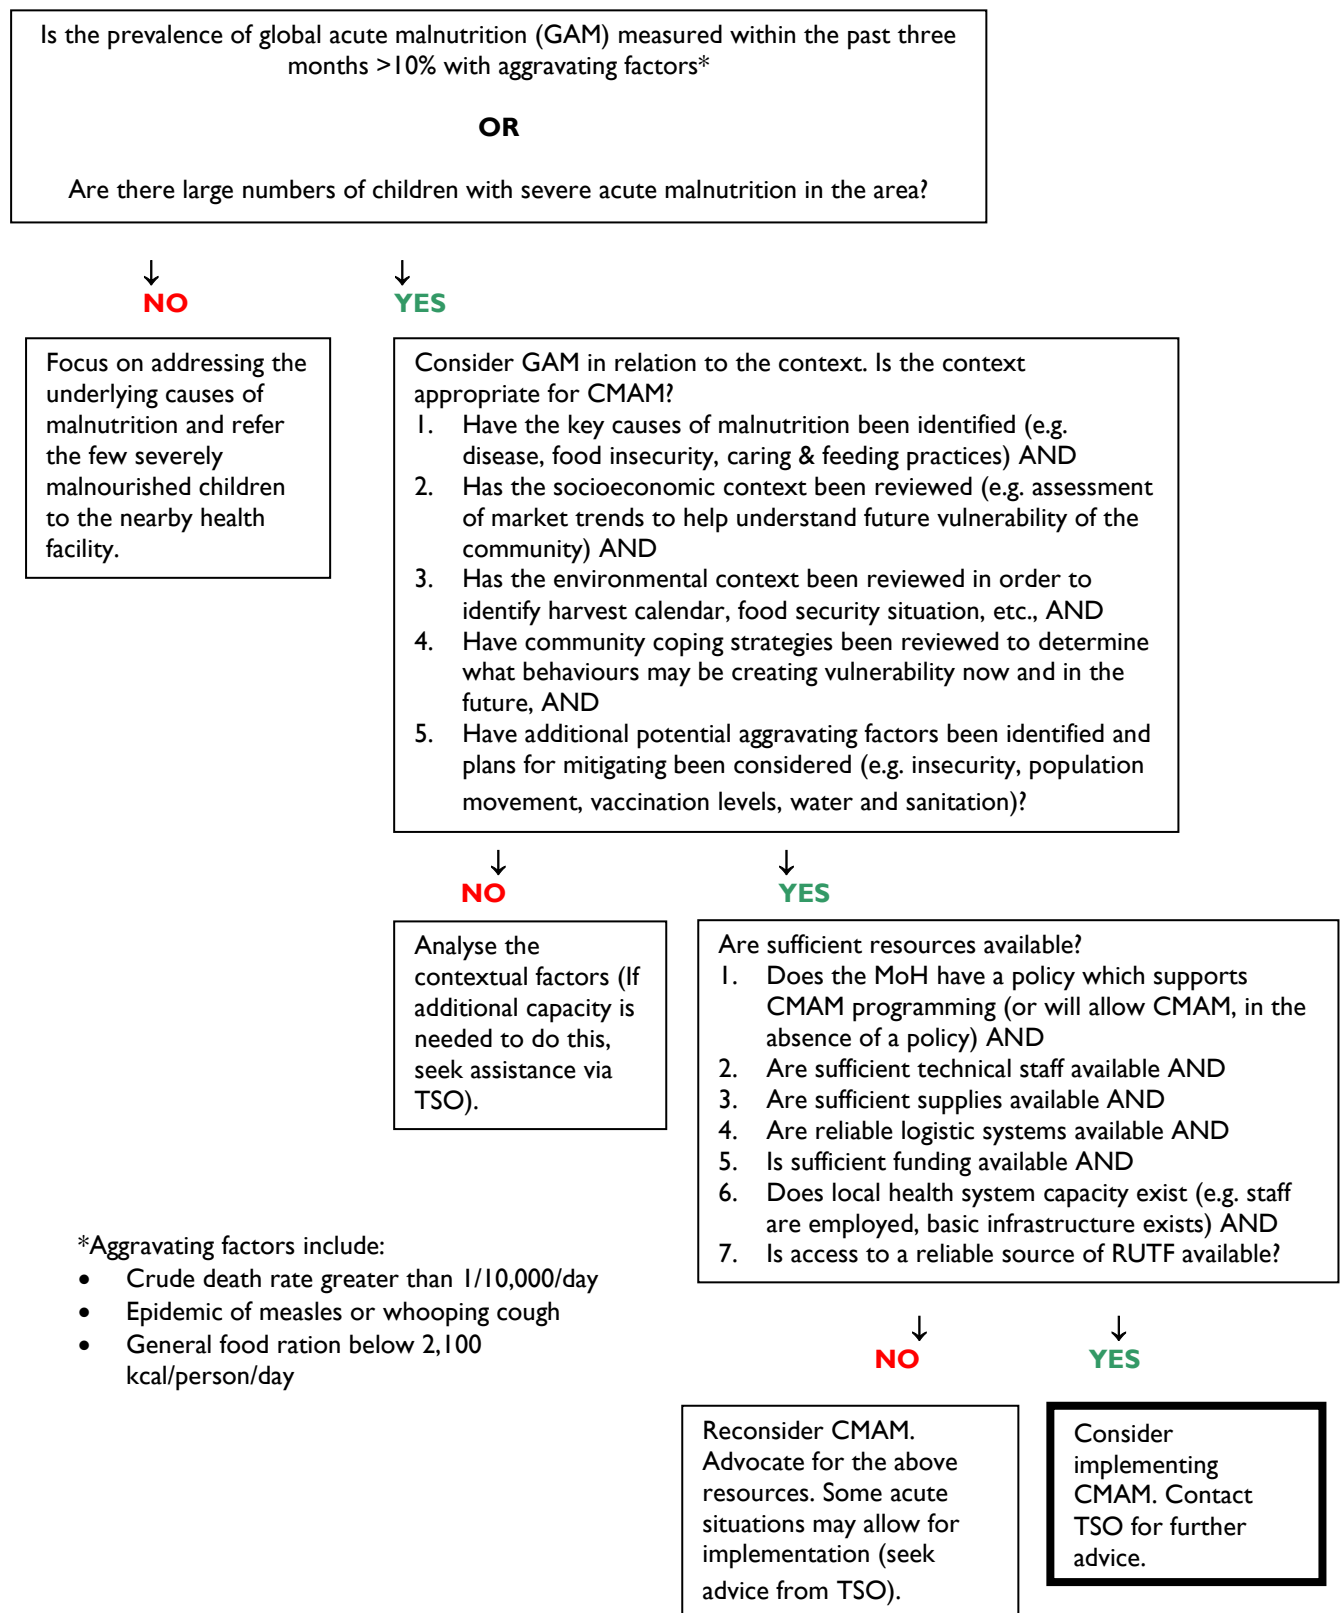 Is the prevalence of global acute malnutrition (GAM) measured within the past three
months >10% with aggravating factors*
OR
Are there large numbers of children with severe acute malnutrition in the area?
↓ ↓
NO YES
Focus on addressing the
underlying causes of
malnutrition and refer
the few severely
malnourished children
to the nearby health
facility.
Consider GAM in relation to the context. Is the context
appropriate for CMAM?
1. Have the key causes of malnutrition been identified (e.g.
disease, food insecurity, caring & feeding practices) AND
2. Has the socioeconomic context been reviewed (e.g. assessment
of market trends to help understand future vulnerability of the
community) AND
3. Has the environmental context been reviewed in order to
identify harvest calendar, food security situation, etc., AND
4. Have community coping strategies been reviewed to determine
what behaviours may be creating vulnerability now and in the
future, AND
5. Have additional potential aggravating factors been identified and
plans for mitigating been considered (e.g. insecurity, population
movement, vaccination levels, water and sanitation)?
↓ ↓
NO YES
Analyse the
contextual factors (If
additional capacity is
needed to do this,
seek assistance via
TSO).
Are sufficient resources available?
1. Does the MoH have a policy which supports
CMAM programming (or will allow CMAM, in the
absence of a policy) AND
2. Are sufficient technical staff available AND
3. Are sufficient supplies available AND
4. Are reliable logistic systems available AND
5. Is sufficient funding available AND
6. Does local health system capacity exist (e.g. staff
are employed, basic infrastructure exists) AND
7. Is access to a reliable source of RUTF available?
*Aggravating factors include:
• Crude death rate greater than 1/10,000/day
• Epidemic of measles or whooping cough
• General food ration below 2,100
kcal/person/day
↓ ↓
NO YES
Reconsider CMAM.
Advocate for the above
resources. Some acute
situations may allow for
implementation (seek
advice from TSO).
Consider
implementing
CMAM. Contact
TSO for further
advice.